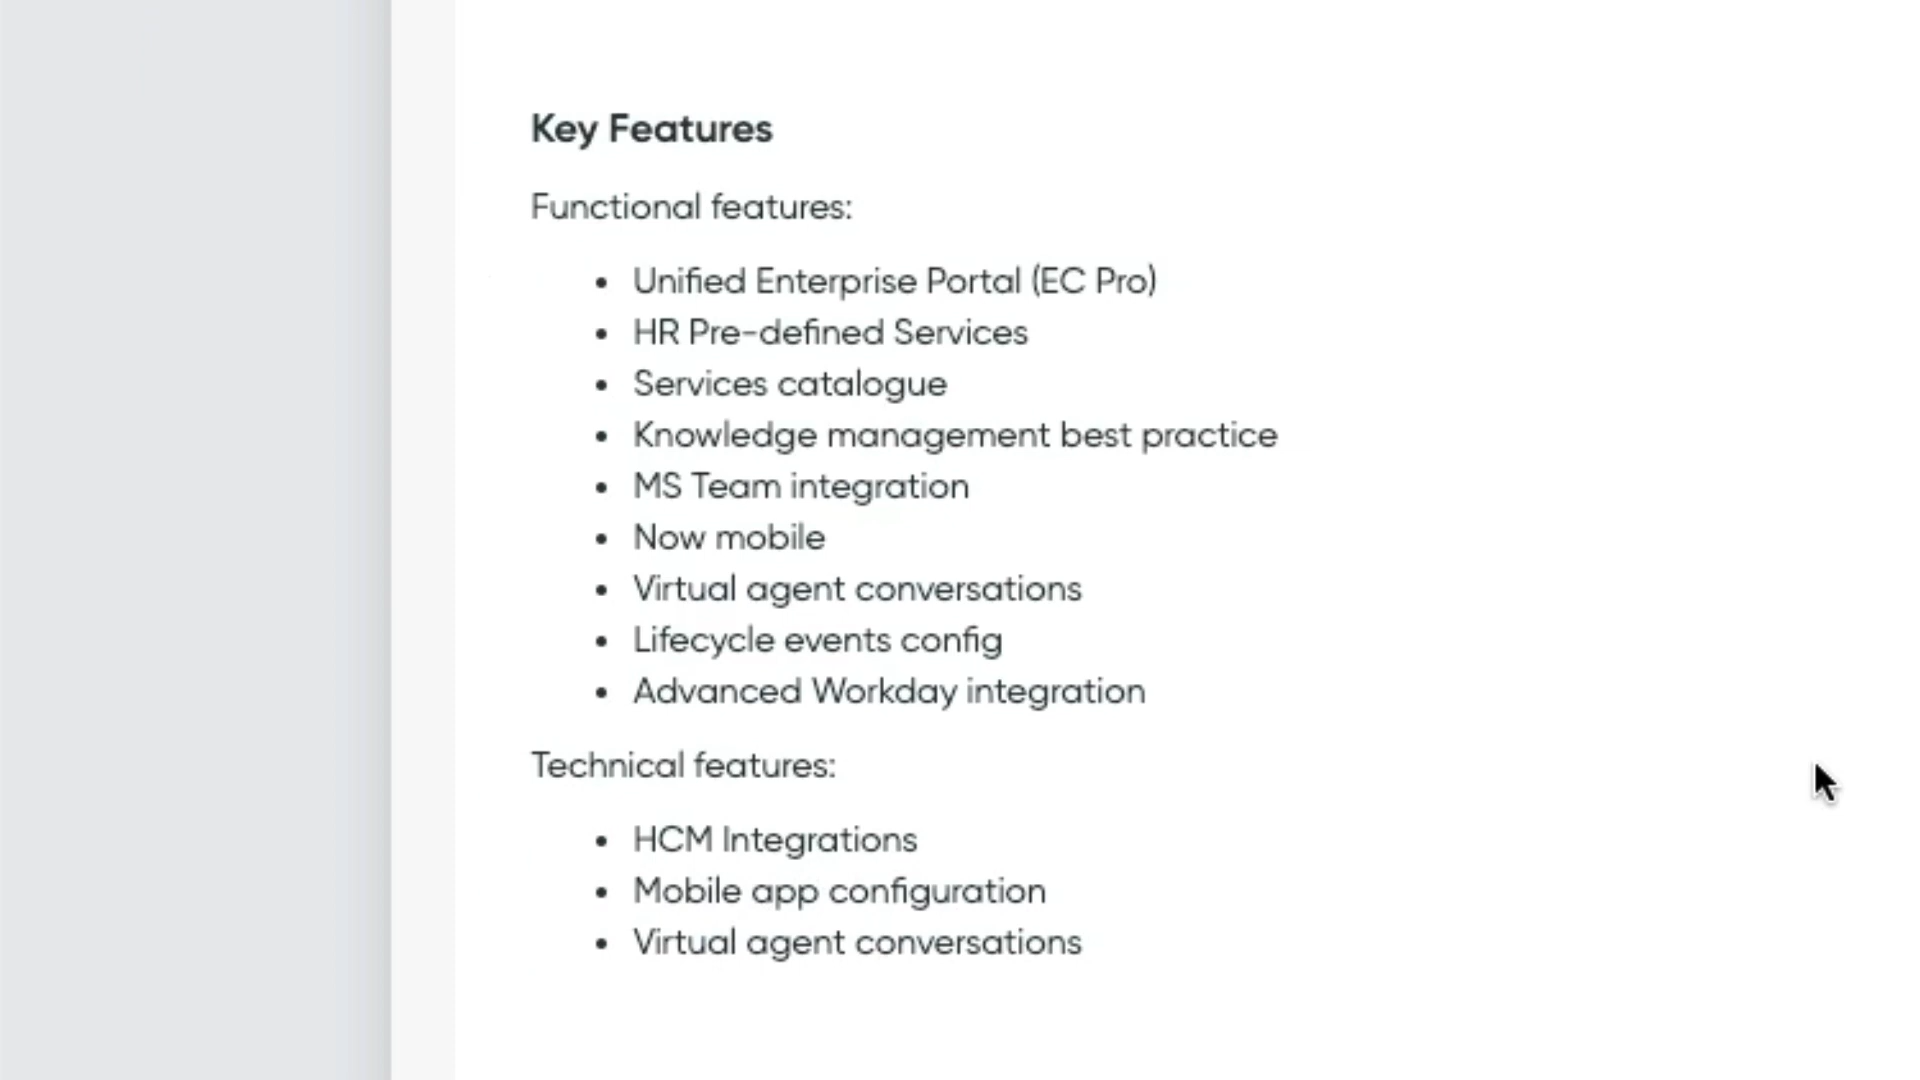 Key Features
Functional features:
• Unified Enterprise Portal (EC Pro)
• HR Pre-defined Services
• Services catalogue
• Knowledge management best practice
• MS Team integration
• Now mobile
• Virtual agent conversations
• Lifecycle events config
• Advanced Workday integration
Technical features:
• HCM Integrations
• Mobile app configuration
• Virtual agent conversations